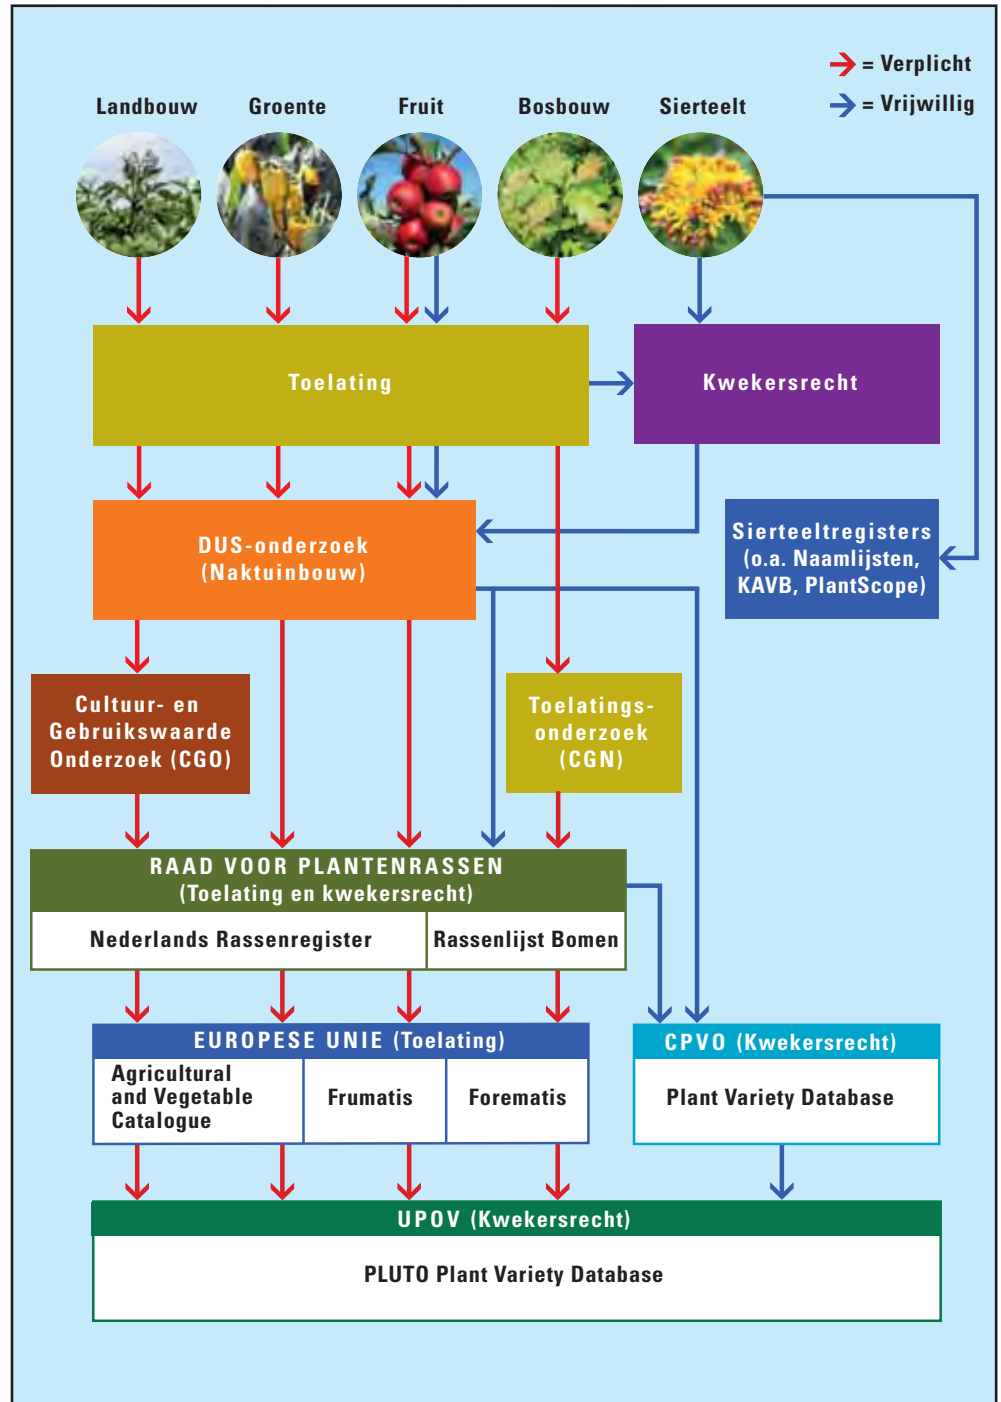 = Verplicht
= Vrijwillig
Landbouw
Groente
Fruit
Bosbouw
Sierteelt
Toelating
Kwekersrecht
DUS-onderzoek
(Naktuinbouw)
Sierteeltregisters
(o.a. Naamlijsten,
KAVB, PlantScope)
Cultuur- en
Gebruikswaarde
Onderzoek (CGO)
Toelatings-
onderzoek
(CGN)
RAAD VOOR PLANTENRASSEN
(Toelating en kwekersrecht)
Nederlands Rassenregister
Rassenlijst Bomen
EUROPESE UNIE (Toelating)
Agricultural
and Vegetable
Catalogue
Frumatis
Forematis
CPVO (Kwekersrecht)
Plant Variety Database
UPOV (Kwekersrecht)
PLUTO Plant Variety Database